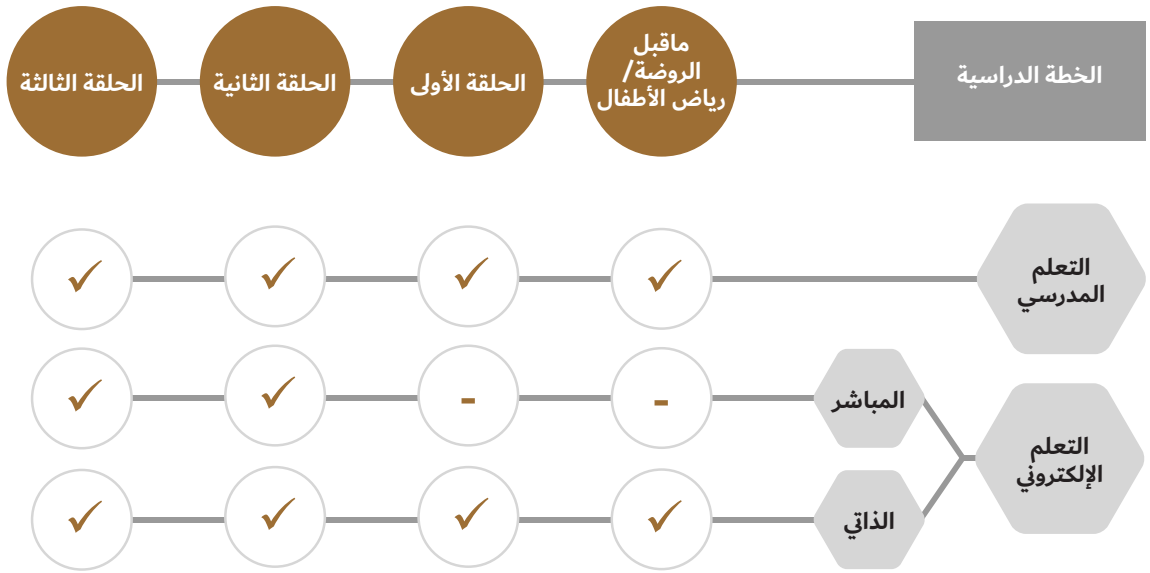 الخطة الدراسية
ماقبل
الروضة/
رياض الأطفال
الحلقة الأولى
الحلقة الثانية
الحلقة الثالثة
التعلم
المدرسي
✓ ✓ ✓ ✓
التعلم
الإلكتروني
المباشر
- - ✓ ✓
الذاتي
✓ ✓ ✓ ✓